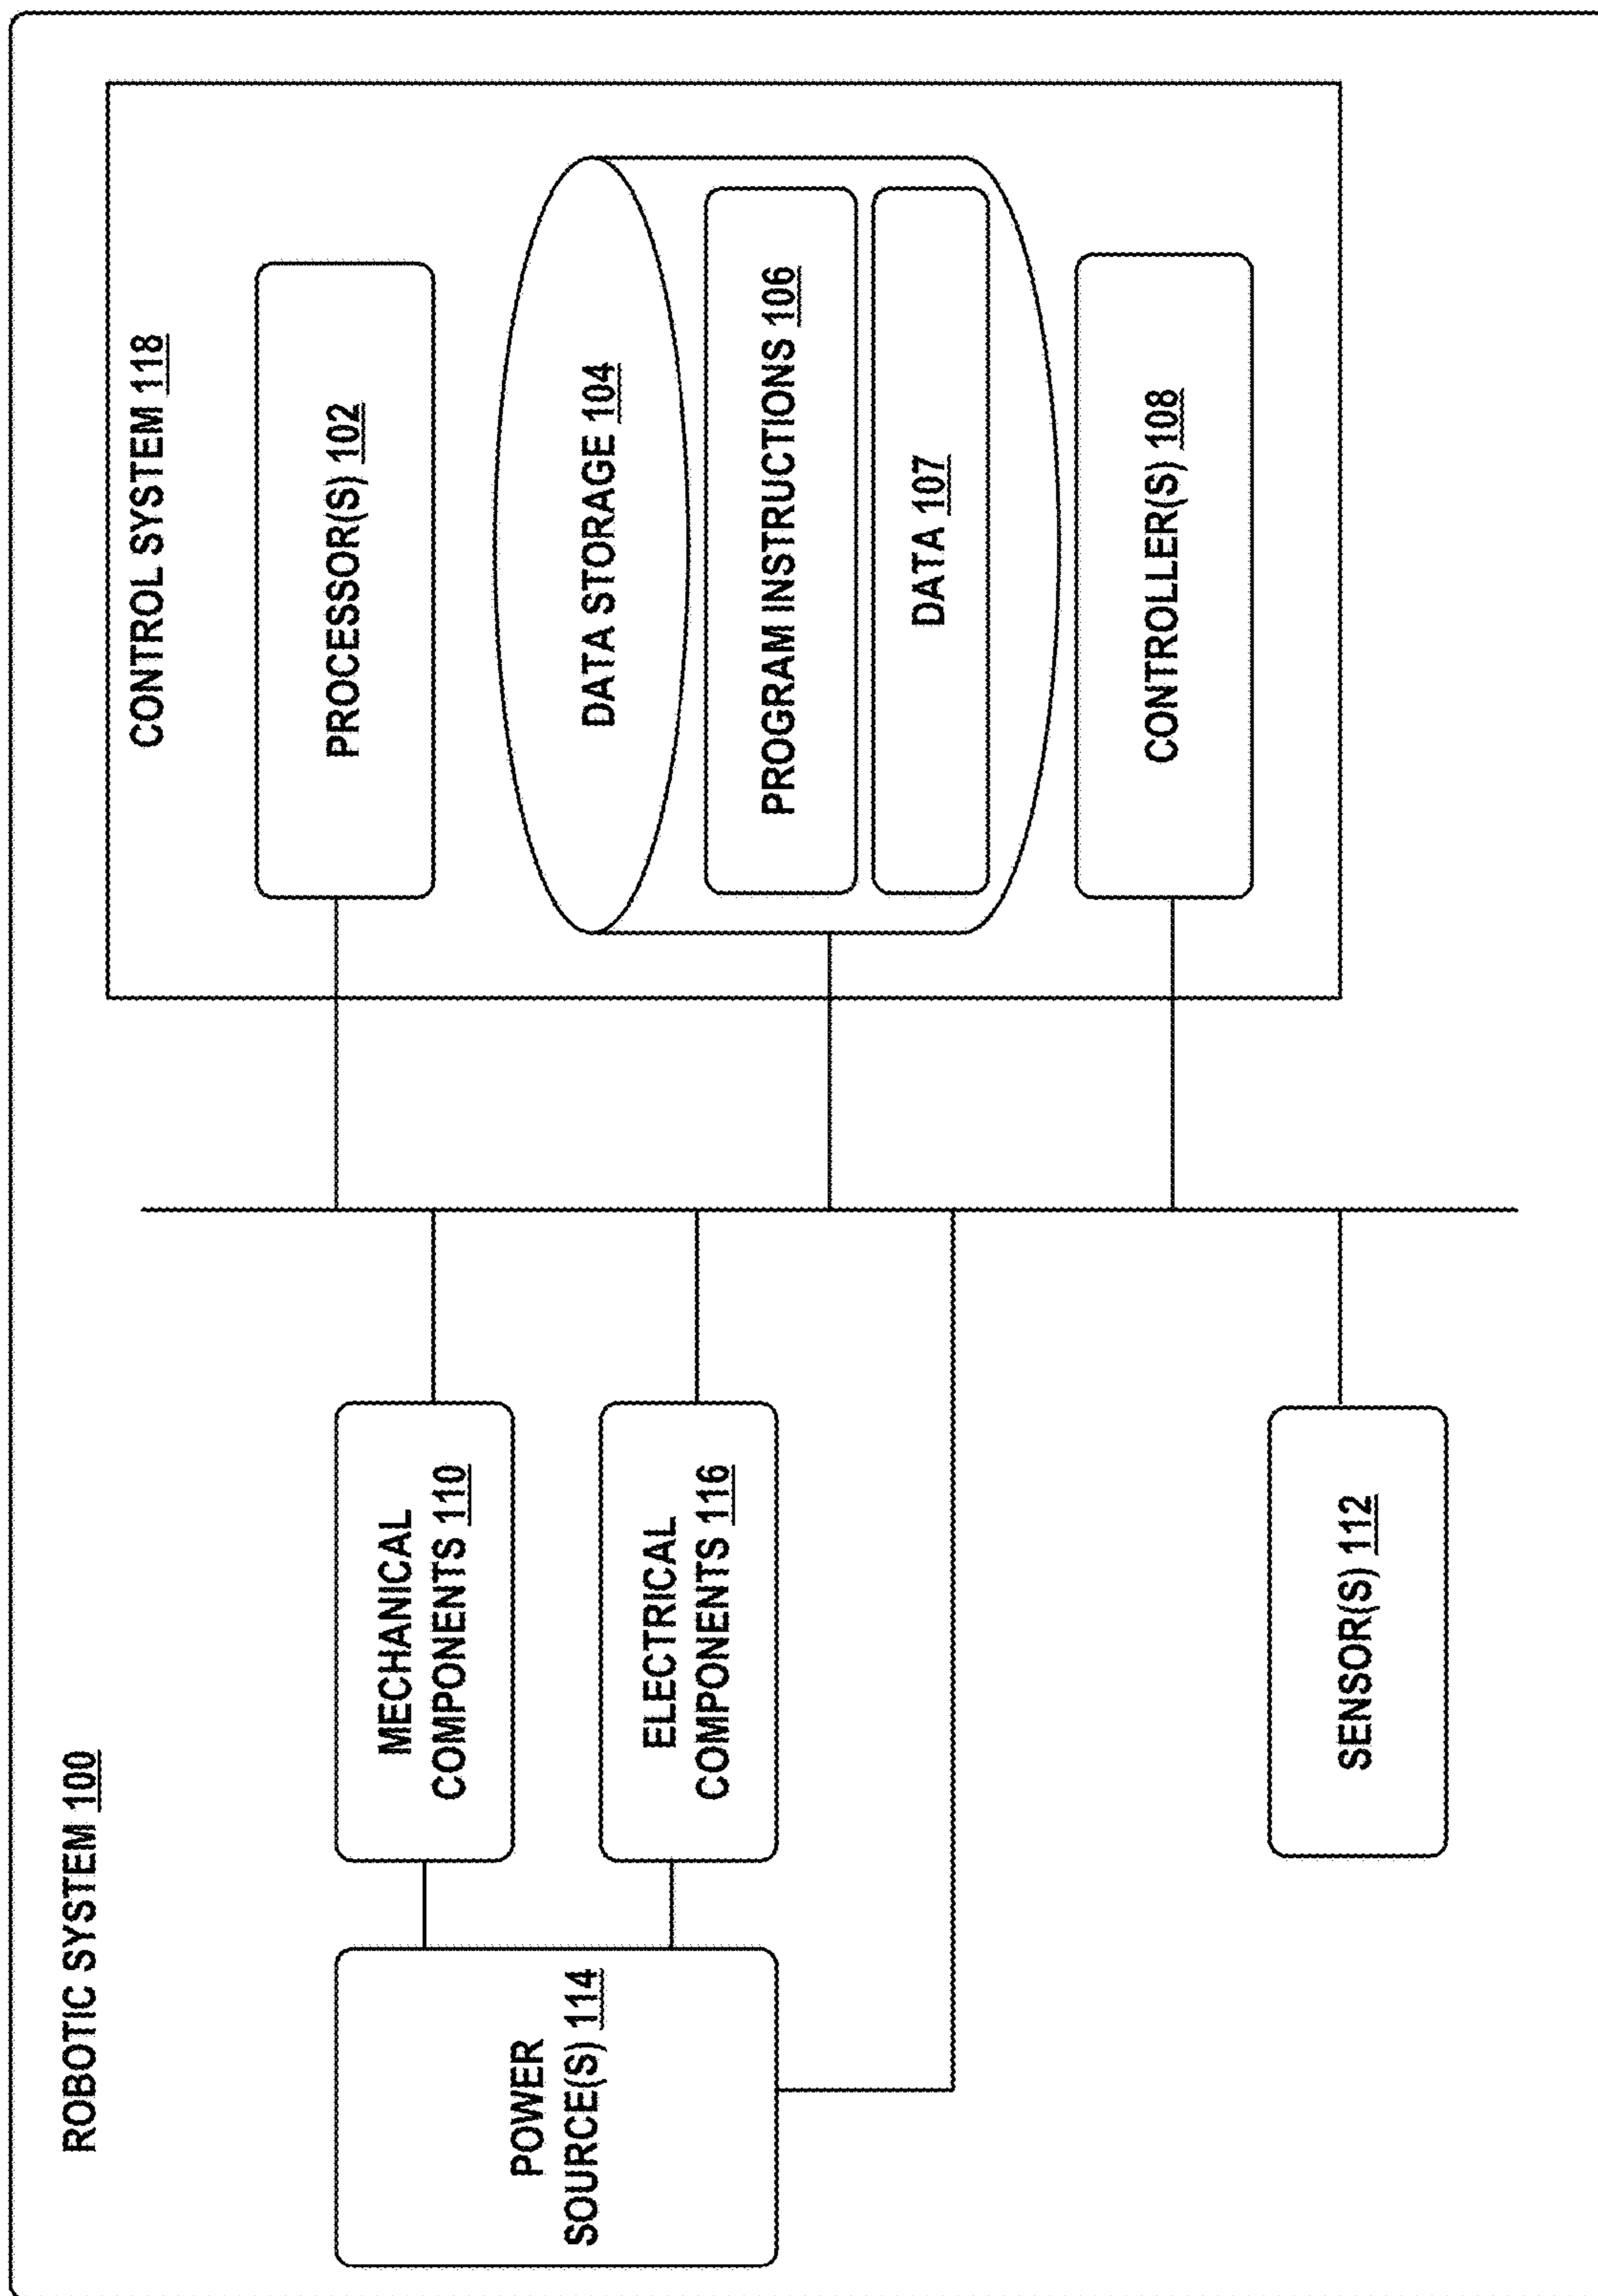 ROBOTIC SYSTEM 100
POWER
SOURCE(S) 114
MECHANICAL
COMPONENTS 110
ELECTRICAL
COMPONENTS 116
SENSOR(S) 112
CONTROL SYSTEM 118
PROCESSOR(S) 102
DATA STORAGE 104
PROGRAM INSTRUCTIONS 106
DATA 107
CONTROLLER(S) 108